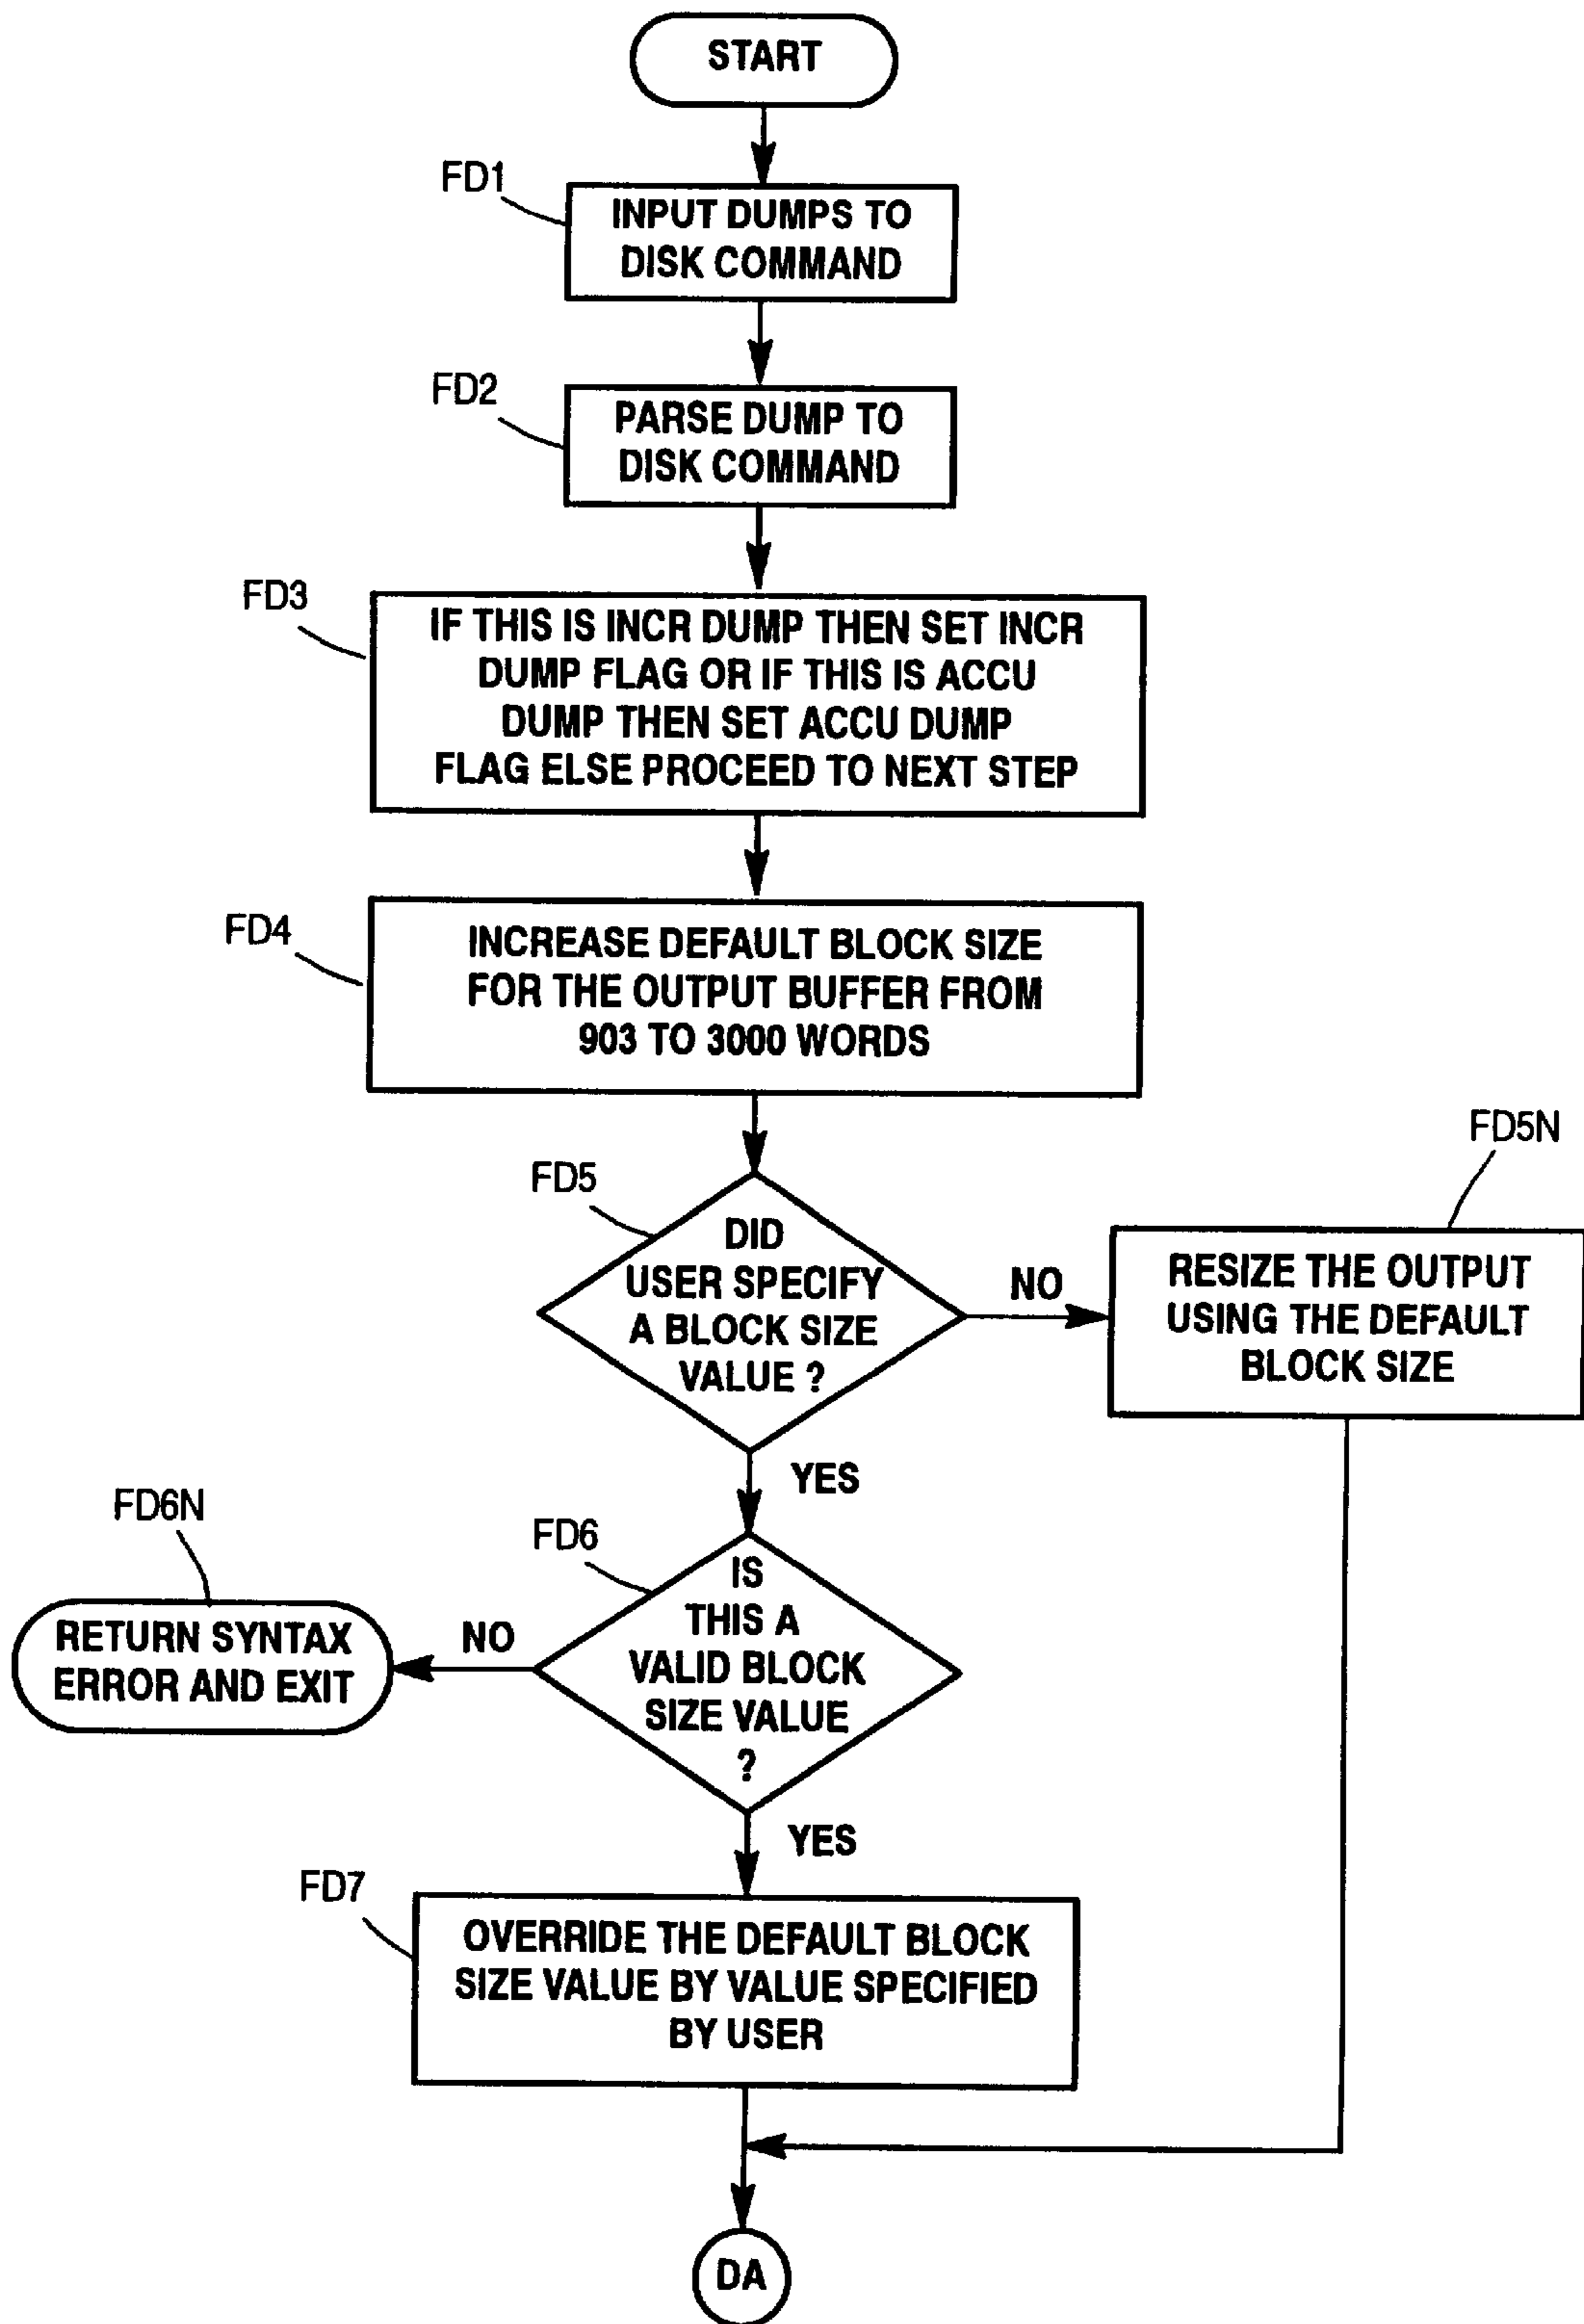 START
FD1
INPUT DUMPS TO
DISK COMMAND
FD2
PARSE DUMP TO
DISK COMMAND
FD3
IF THIS IS INCR DUMP THEN SET INCR
DUMP FLAG OR IF THIS IS ACCU
DUMP THEN SET ACCU DUMP
FLAG ELSE PROCEED TO NEXT STEP
FD4
INCREASE DEFAULT BLOCK SIZE
FOR THE OUTPUT BUFFER FROM
903 TO 3000 WORDS
FD5
DID
USER SPECIFY
A BLOCK SIZE
VALUE ?
NO
FD5N
RESIZE THE OUTPUT
USING THE DEFAULT
BLOCK SIZE
YES
FD6
IS
THIS A
VALID BLOCK
SIZE VALUE
?
NO
FD6N
RETURN SYNTAX
ERROR AND EXIT
YES
FD7
OVERRIDE THE DEFAULT BLOCK
SIZE VALUE BY VALUE SPECIFIED
BY USER
DA